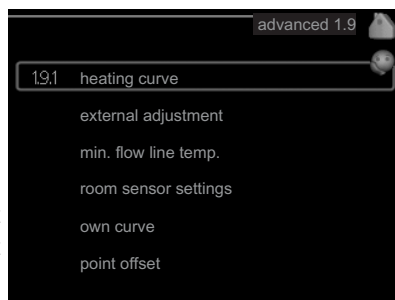 advanced 1.9
1.9.1 heating curve
external adjustment
min. flow line temp.
room sensor settings
own curve
point offset